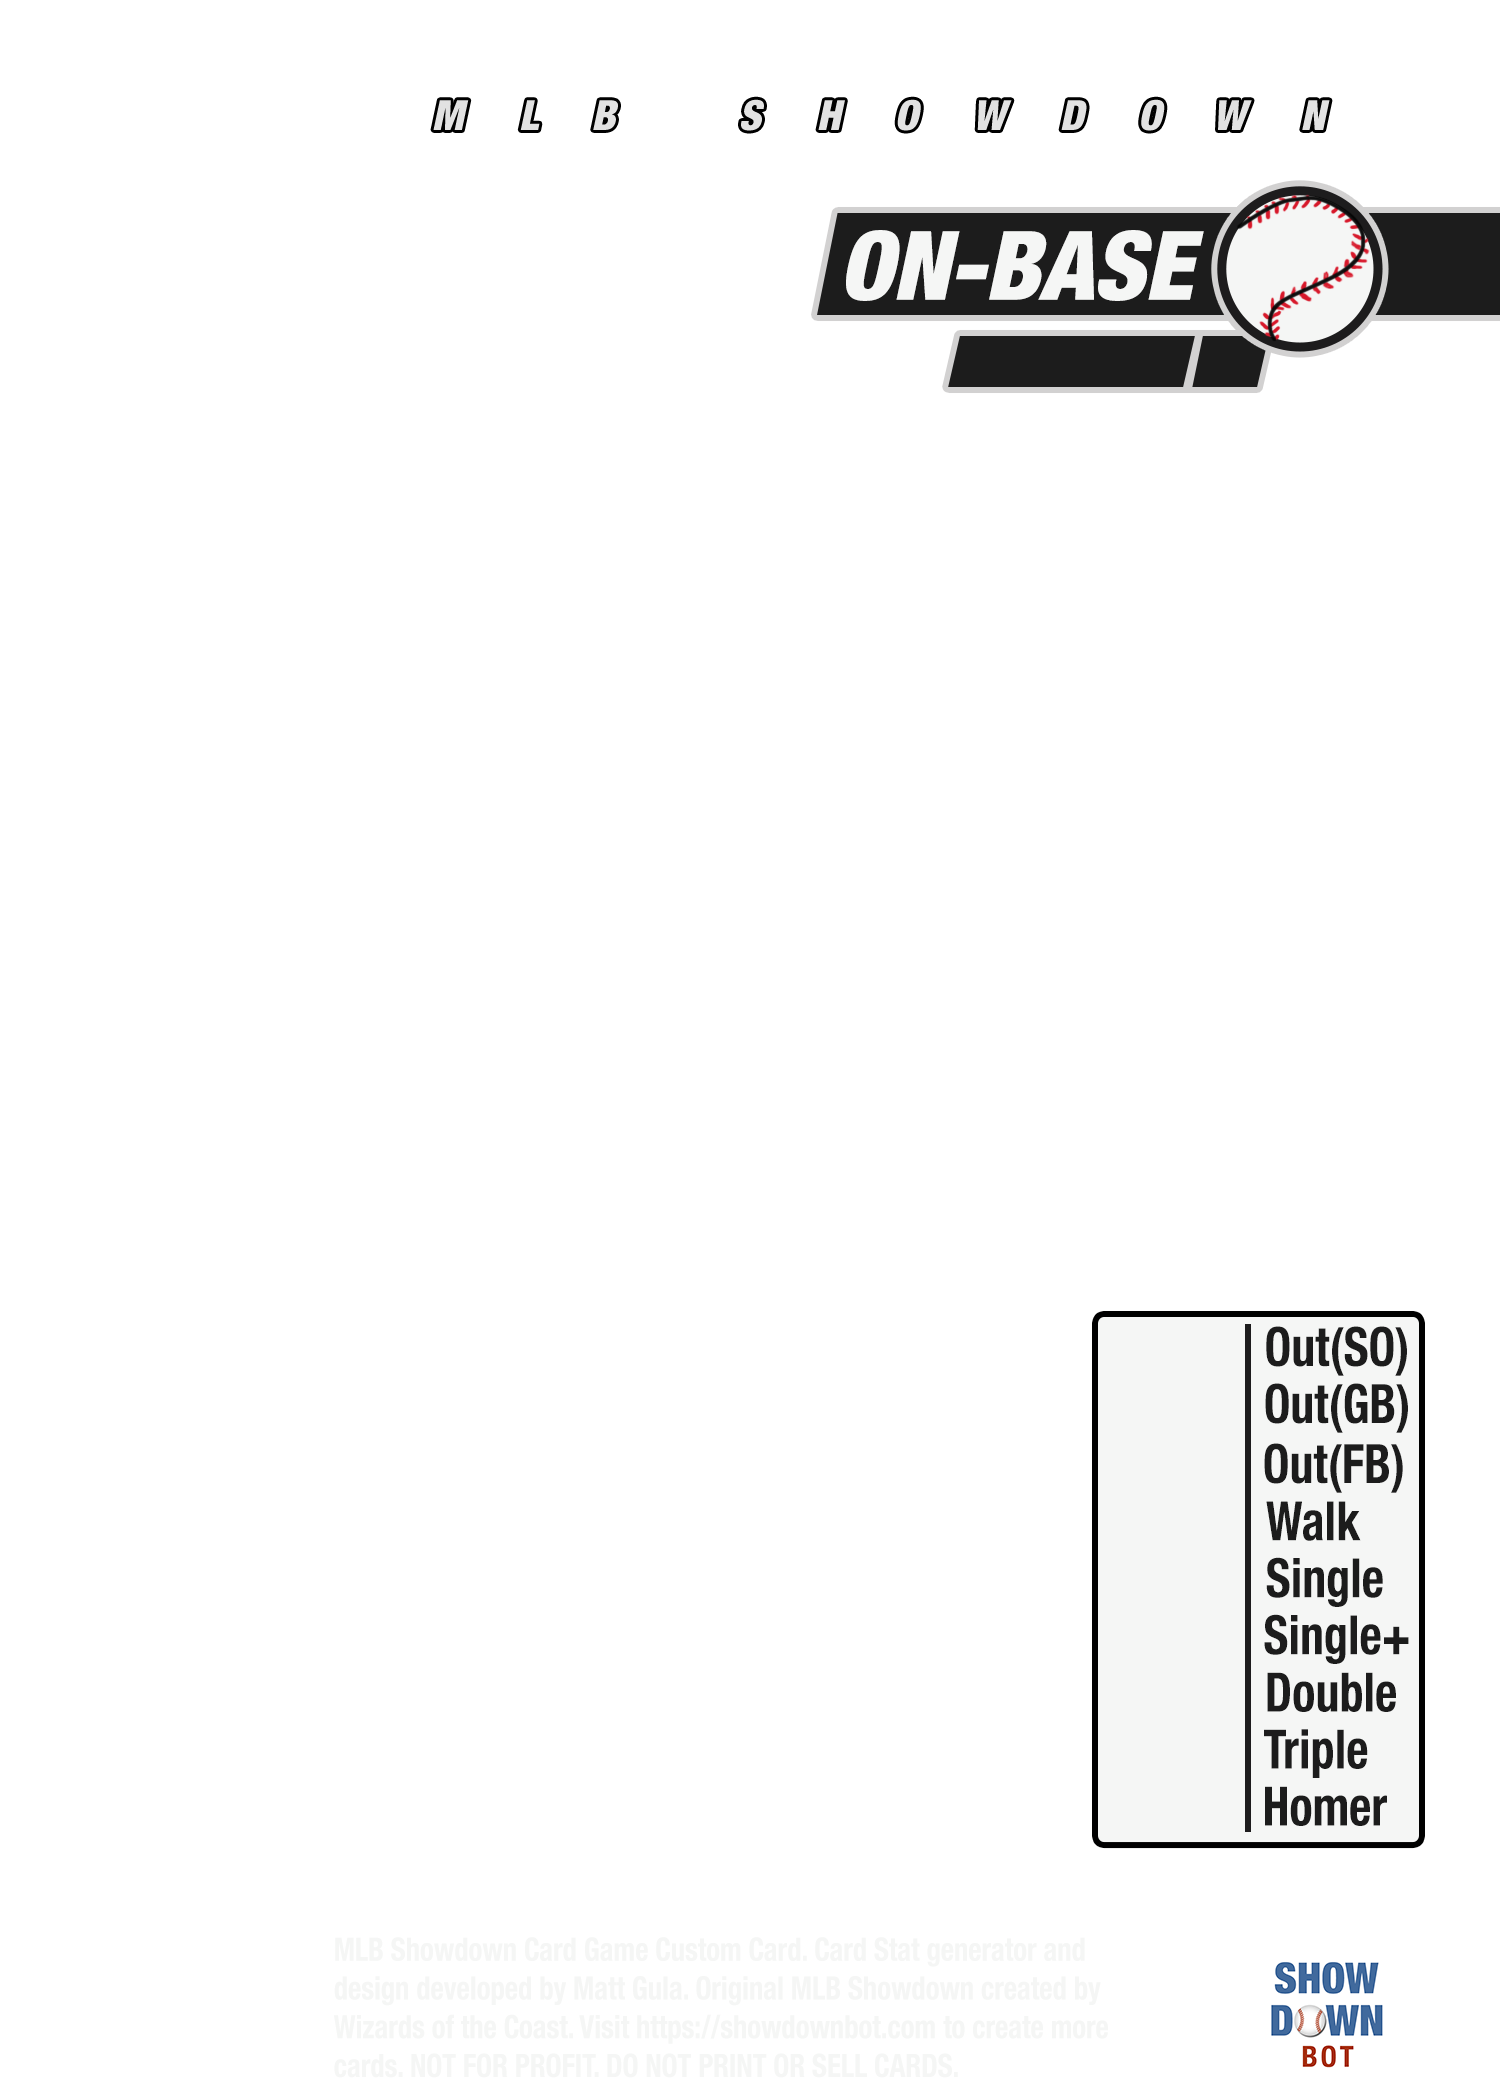 MLB SHOWDOWN
ON-BASE
Out(SO)
Out(GB)
Out(FB)
Walk
Single
Single+
Double
Triple
Homer
MLB Showdown Card Game Custom Card. Card Stat generator and
design developed by Matt Gula. Original MLB Showdown created by
Wizards of the Coast. Visit https://showdownbot.com to create more
cards. NOT FOR PROFIT. DO NOT PRINT OR SELL CARDS.
SHOW
DOWN
BOT